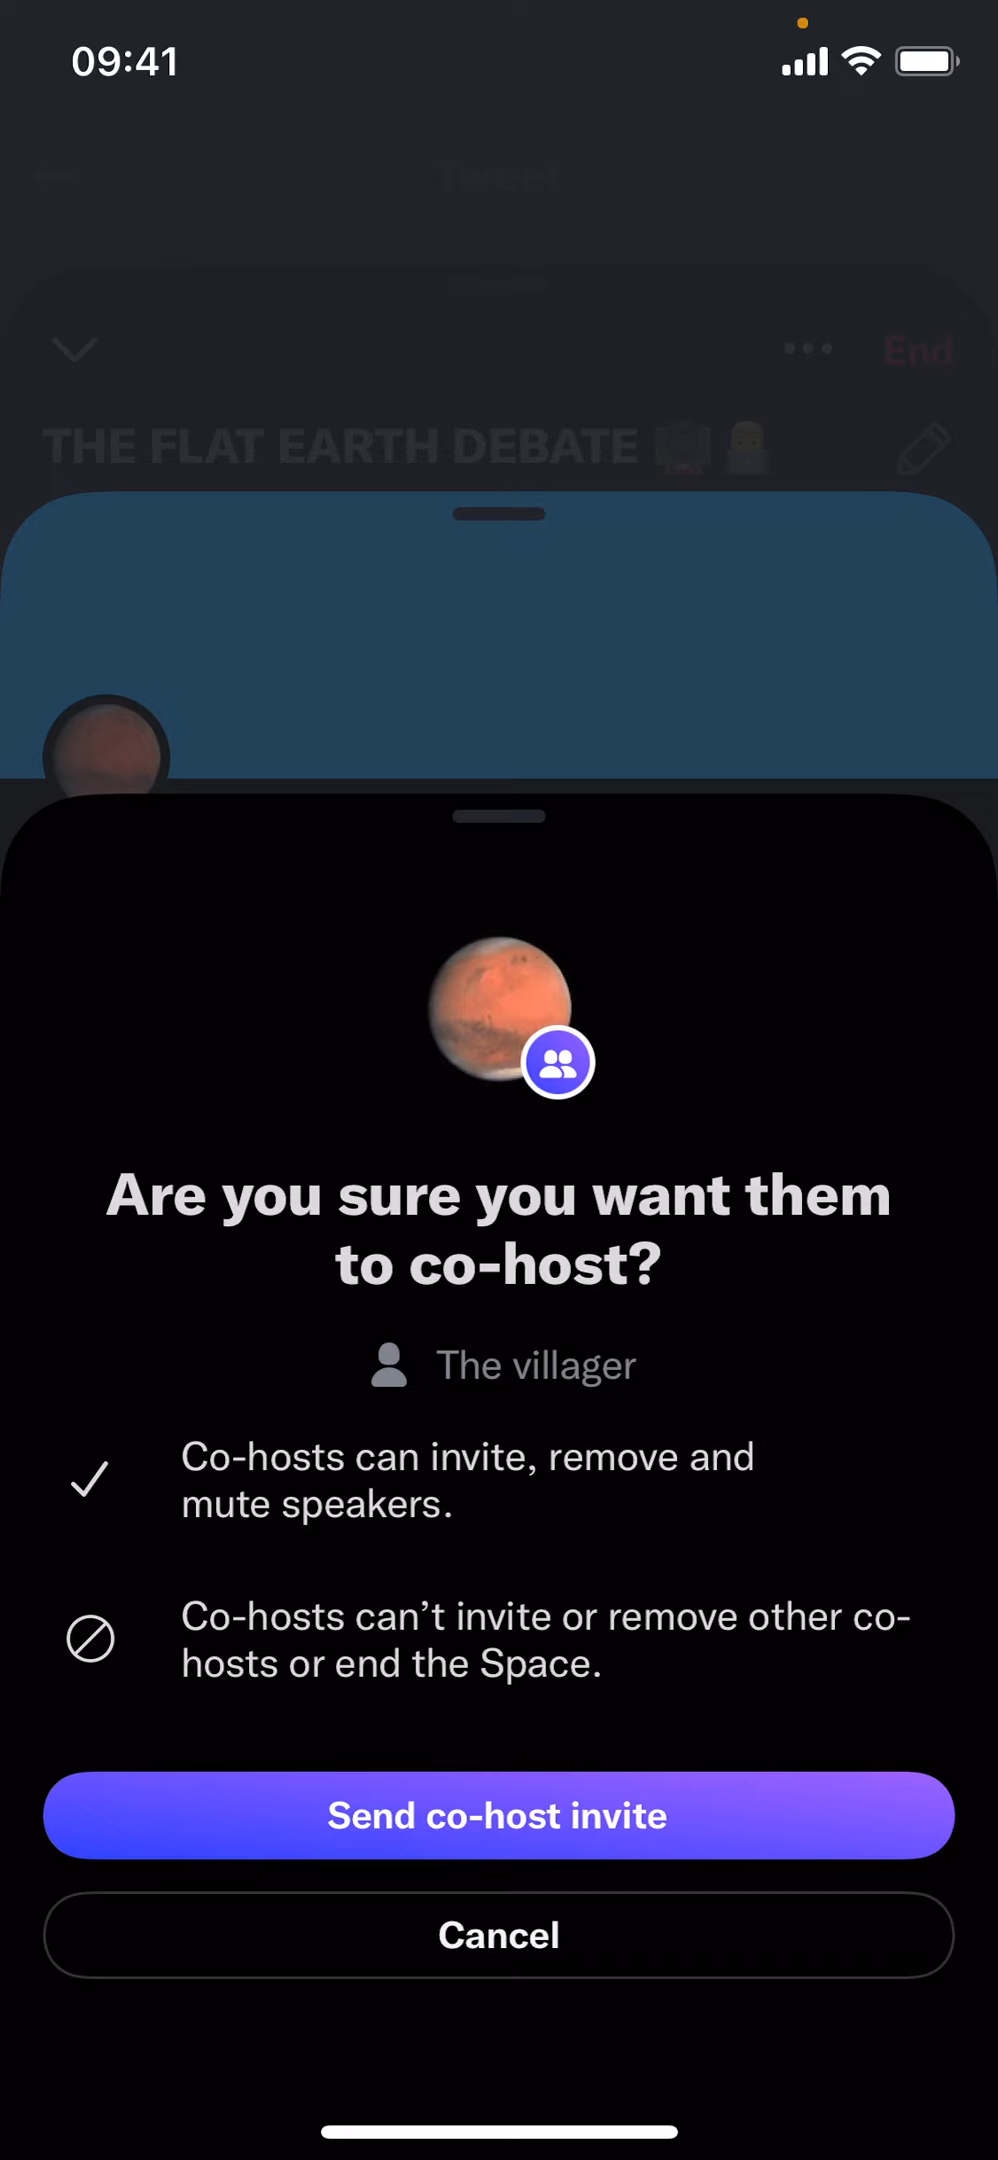 09:41
Tweet
End
THE FLAT EARTH DEBATE
Are you sure you want them
to co-host?
The villager
Co-hosts can invite, remove and
mute speakers.
Co-hosts can’t invite or remove other co-
hosts or end the Space.
Send co-host invite
Cancel